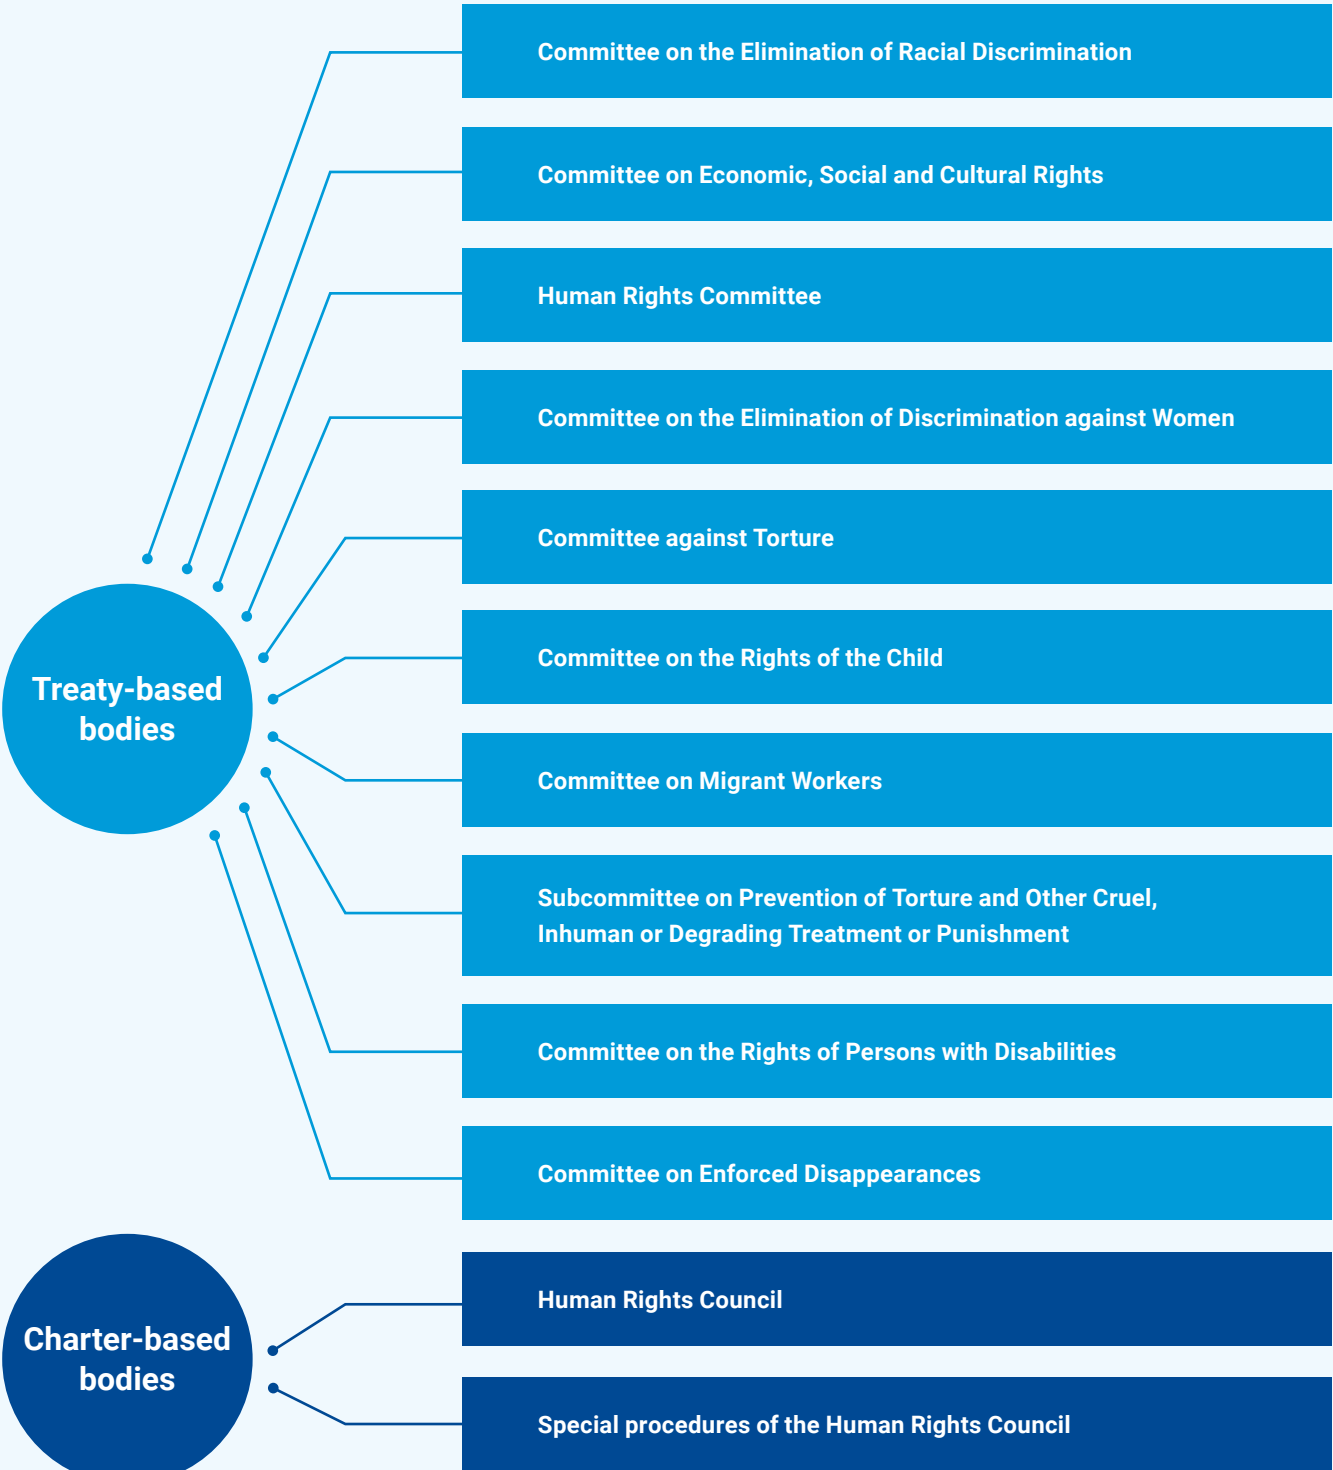 Committee on the Elimination of Racial Discrimination
Committee on Economic, Social and Cultural Rights
Human Rights Committee
Committee on the Elimination of Discrimination against Women
Committee against Torture
Committee on the Rights of the Child
Treaty-based
bodies
Committee on Migrant Workers
Subcommittee on Prevention of Torture and Other Cruel,
Inhuman or Degrading Treatment or Punishment
Committee on the Rights of Persons with Disabilities
Committee on Enforced Disappearances
Human Rights Council
Charter-based
bodies
Special procedures of the Human Rights Council